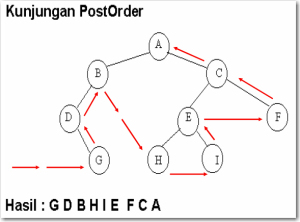 Kunjungan PostOrder
A
B
C
D
E
F
G
H
I
Hasil : G D B H I E F C A